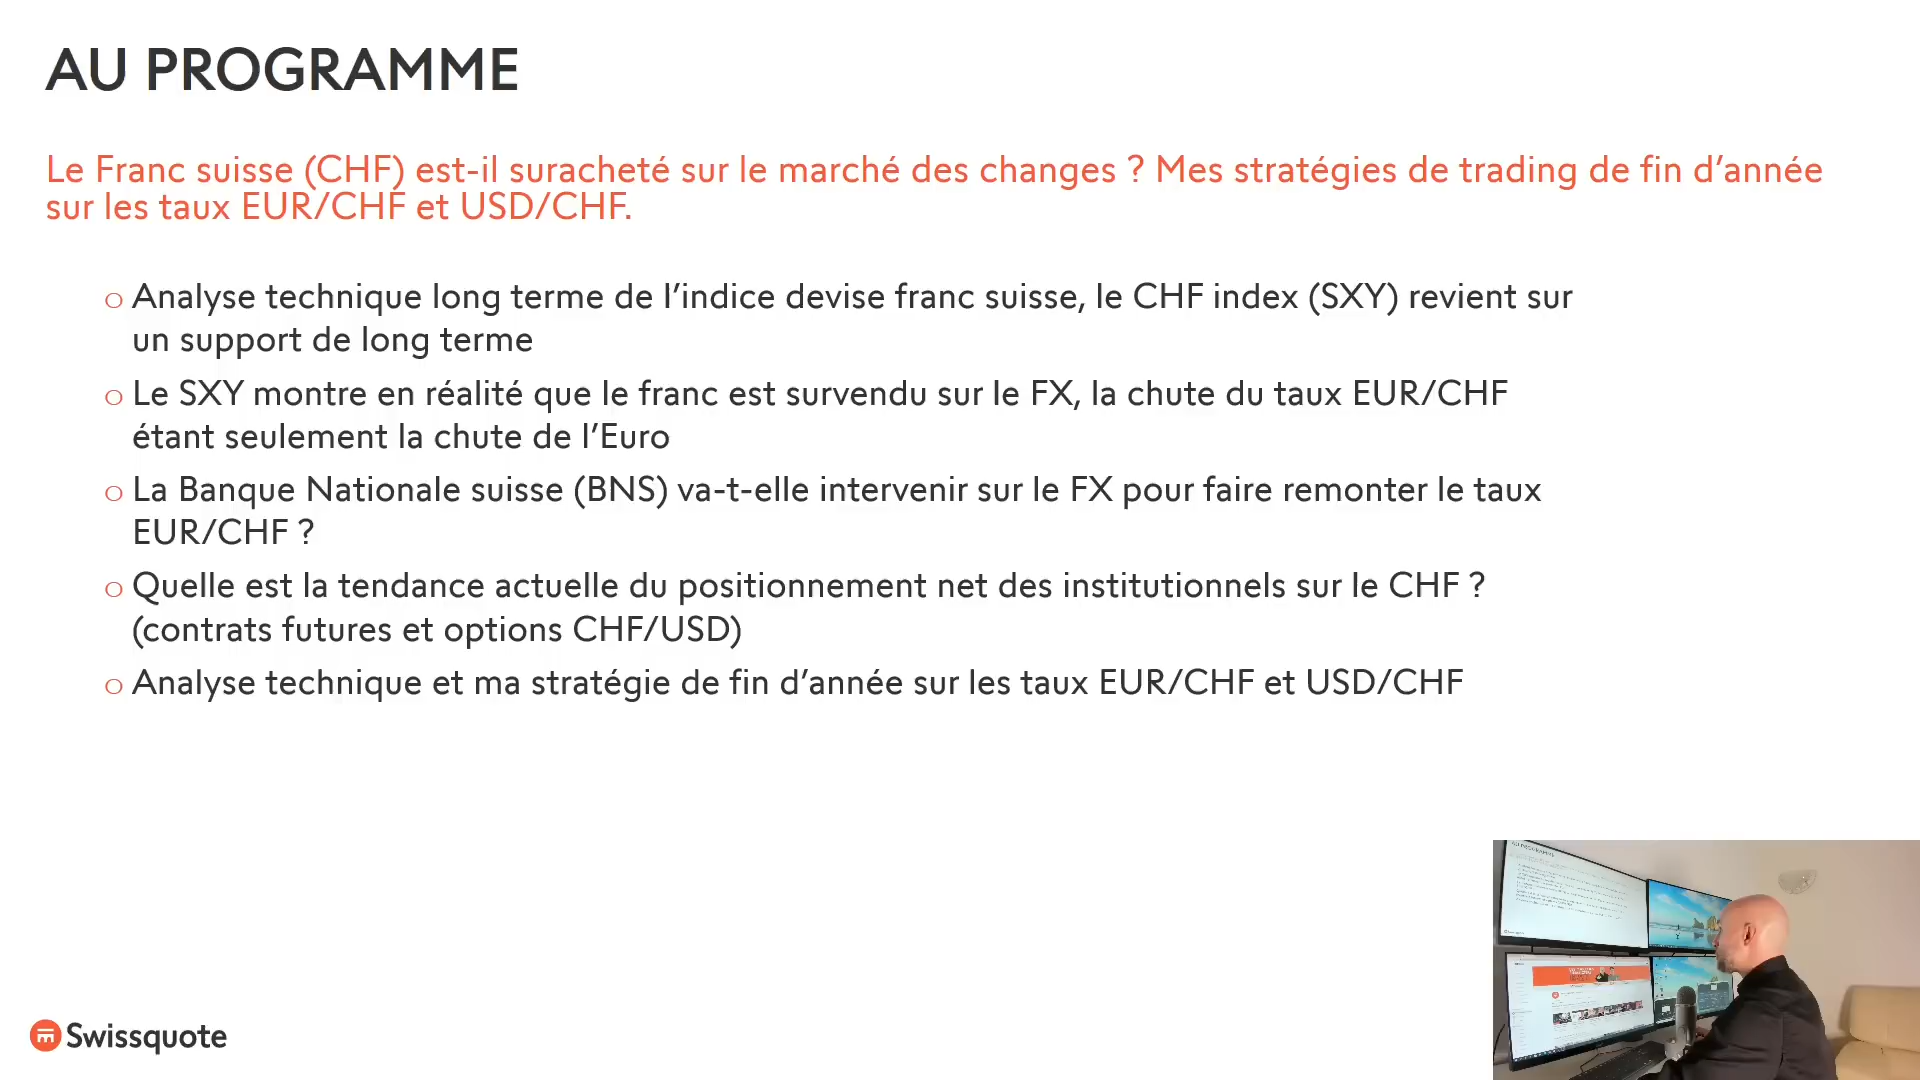 AU PROGRAMME
Le Franc suisse (CHF) est-il suracheté sur le marché des changes ? Mes stratégies de trading de fin d’année
sur les taux EUR/CHF et USD/CHF.
o Analyse technique long terme de l’indice devise franc suisse, le CHF index (SXY) revient sur
un support de long terme
o Le SXY montre en réalité que le franc est survendu sur le FX, la chute du taux EUR/CHF
étant seulement la chute de l’Euro
o La Banque Nationale suisse (BNS) va-t-elle intervenir sur le FX pour faire remonter le taux
EUR/CHF ?
o Quelle est la tendance actuelle du positionnement net des institutionnels sur le CHF ?
(contrats futures et options CHF/USD)
o Analyse technique et ma stratégie de fin d’année sur les taux EUR/CHF et USD/CHF
Swissquote
AU PROGRAMME